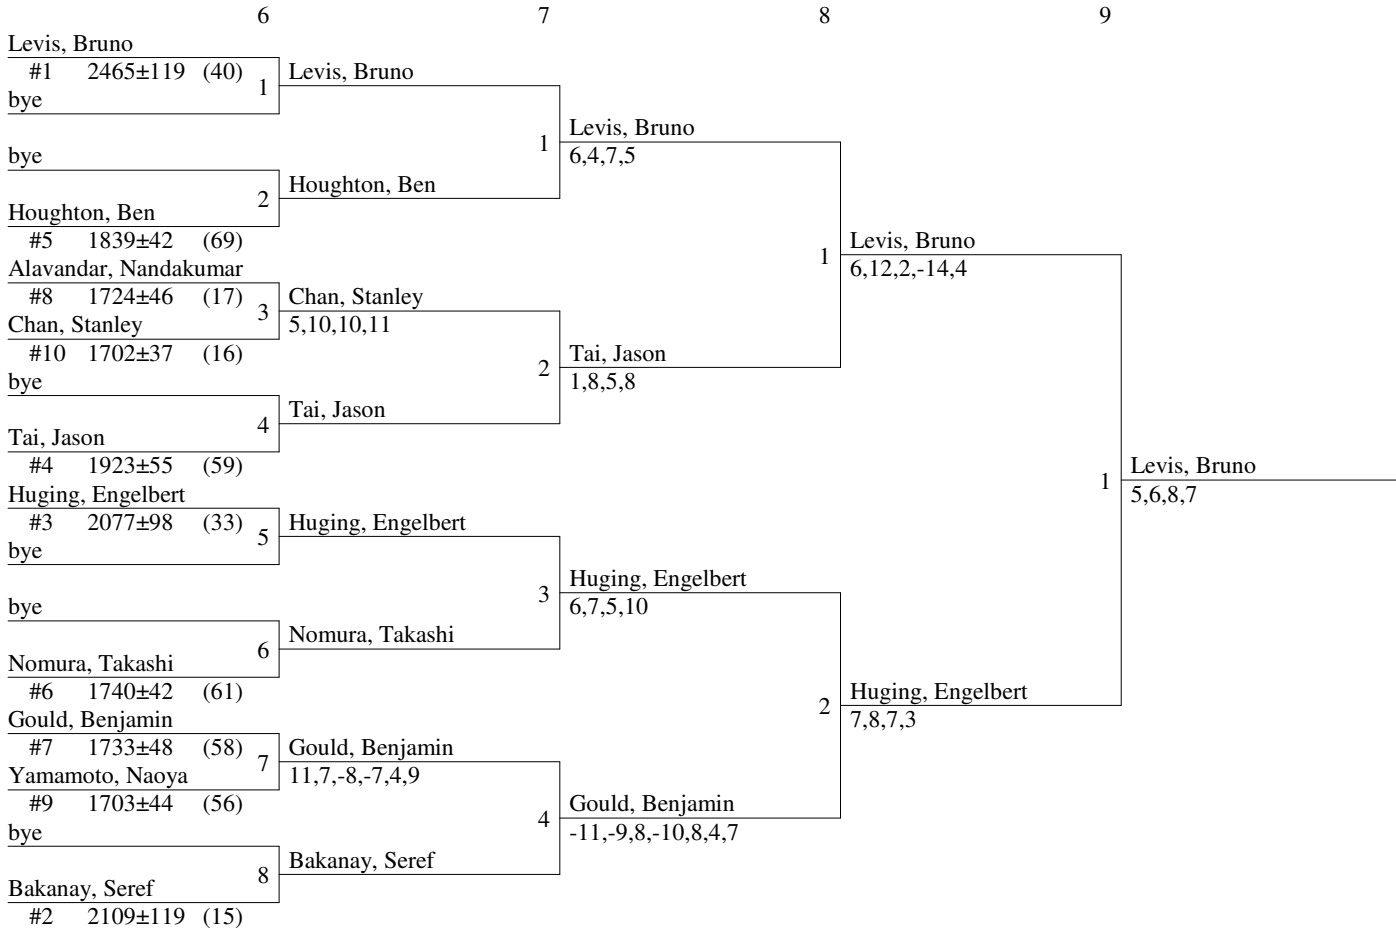 6 7 8 9
Levis, Bruno
#1 2465±119 (40)
bye
1
Levis, Bruno
bye
2
Houghton, Ben
Houghton, Ben
#5 1839±42 (69)
1
Levis, Bruno
6,4,7,5
Alavandar, Nandakumar
#8 1724±46 (17)
3
Chan, Stanley
5,10,10,11
Chan, Stanley
#10 1702±37 (16)
bye
4
Tai, Jason
Tai, Jason
#4 1923±55 (59)
2
Tai, Jason
1,8,5,8
1
Levis, Bruno
6,12,2,-14,4
Huging, Engelbert
#3 2077±98 (33)
5
Huging, Engelbert
bye
bye
6
Nomura, Takashi
Nomura, Takashi
#6 1740±42 (61)
3
Huging, Engelbert
6,7,5,10
Gould, Benjamin
#7 1733±48 (58)
7
Gould, Benjamin
11,7,-8,-7,4,9
Yamamoto, Naoya
#9 1703±44 (56)
bye
8
Bakanay, Seref
Bakanay, Seref
#2 2109±119 (15)
4
Gould, Benjamin
-11,-9,8,-10,8,4,7
2
Huging, Engelbert
7,8,7,3
1
Levis, Bruno
5,6,8,7